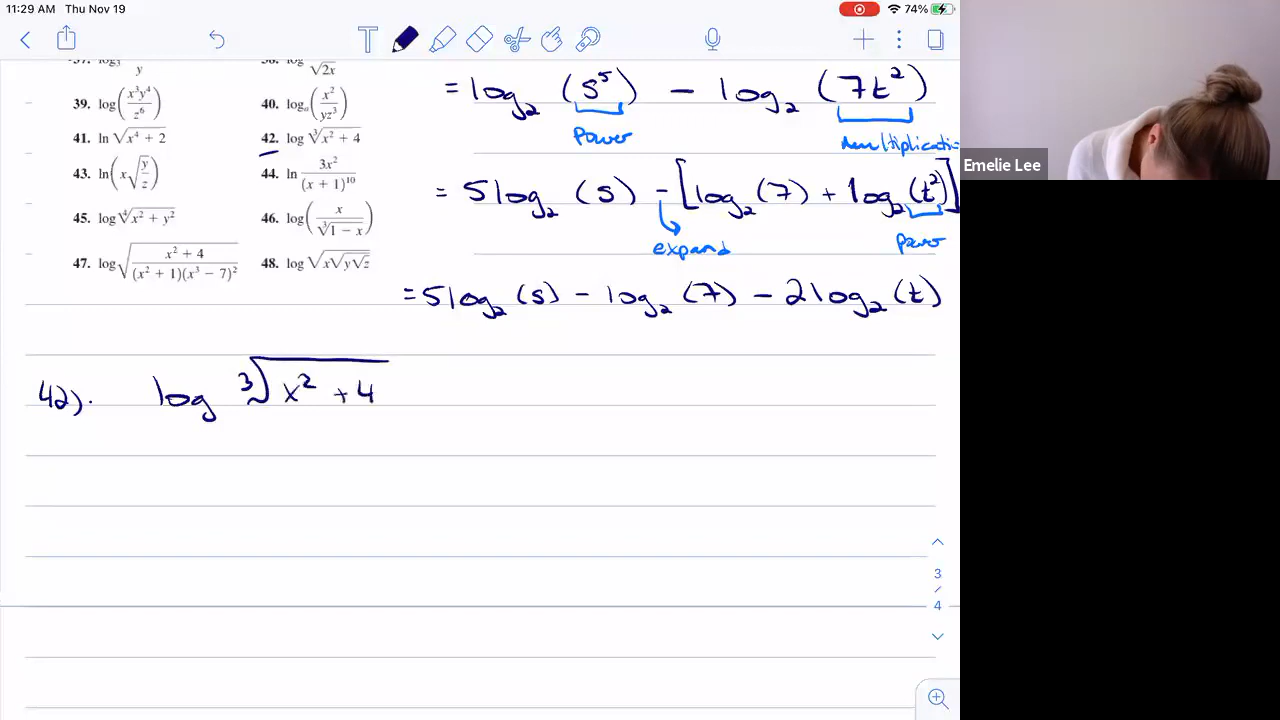 11:29 AM Thu Nov 19
74%
y
√2x
39. log(x³y⁴/z⁶)
40. logₐ(x²/yz³)
41. ln √x⁴ + 2
42. log ∛x² + 4
43. ln(x√y/z)
44. ln 3x²/(x + 1)¹⁰
45. log ∜x² + y²
46. log(x/∛1 − x)
47. log √x² + 4/(x² + 1)(x³ − 7)²
48. log √x√y√z
= log₂ (s⁵) − log₂ (7t²)
Power
= 5log₂ (s) − [log₂ (7) + log₂ (t²)]
expand
Power
= 5log₂ (s) − log₂ (7) − 2log₂ (t)
42). log ∛x² + 4
Emelie Lee
3
/
4